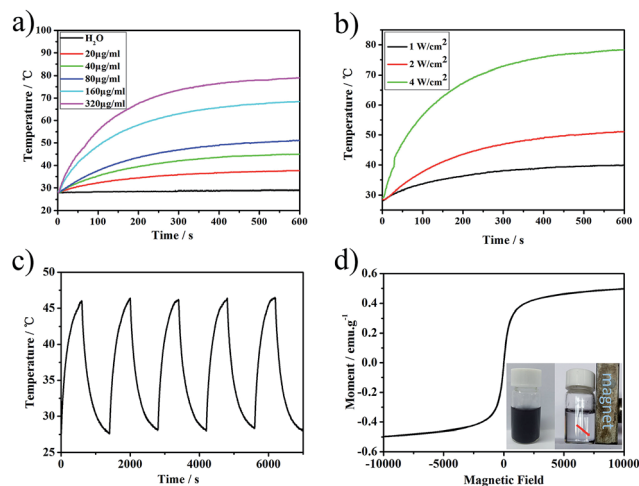 a)
Temperature / ℃
100
90
80
70
60
50
40
30
20
H₂O
20μg/ml
40μg/ml
80μg/ml
160μg/ml
320μg/ml
0 100 200 300 400 500 600
Time / s
b)
Temperature / ℃
80
70
60
50
40
30
1 W/cm²
2 W/cm²
4 W/cm²
0 100 200 300 400 500 600
Time / s
c)
Temperature / ℃
50
45
40
35
30
25
0 2000 4000 6000
Time / s
d)
Moment / emu.g⁻¹
0.6
0.4
0.2
0.0
-0.2
-0.4
-0.6
magnet
-10000 -5000 0 5000 10000
Magnetic Field